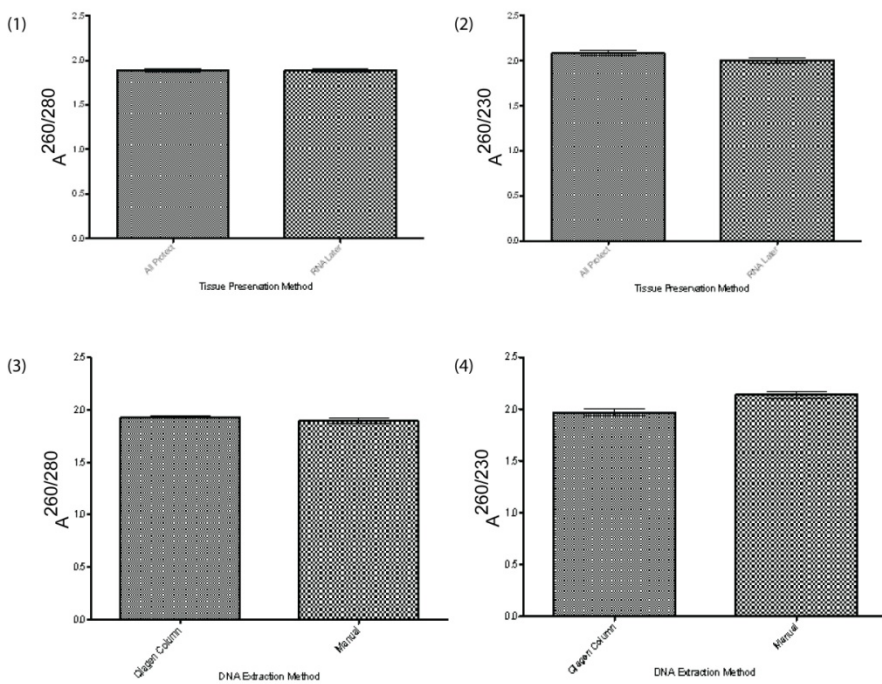 (1)
2.5
2.0
1.5
1.0
0.5
0.0
A260/280
All Protect
RNA Later
Tissue Preservation Method
(2)
2.5
2.0
1.5
1.0
0.5
0.0
A260/230
All Protect
RNA Later
Tissue Preservation Method
(3)
2.5
2.0
1.5
1.0
0.5
0.0
A260/280
Qiagen Column
Manual
DNA Extraction Method
(4)
2.5
2.0
1.5
1.0
0.5
0.0
A260/230
Qiagen Column
Manual
DNA Extraction Method